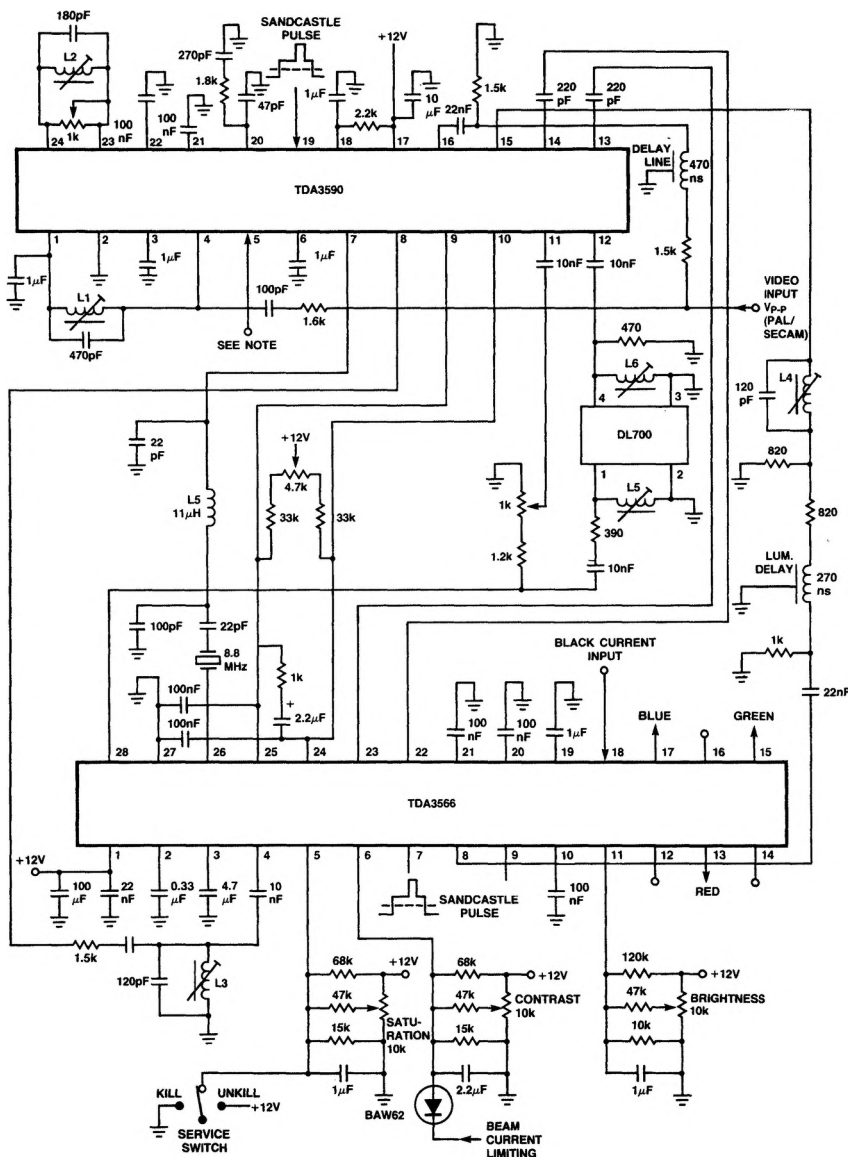 180pF
L2
1k
24
23
100
nF
22
100
nF
21
270pF
1.8k
47pF
20
SANDCASTLE
PULSE
19
1μF
18
2.2k
+12V
17
10
μF
16
22nF
1.5k
15
220
pF
14
220
pF
13
DELAY
LINE
470
ns
TDA3590
1
2
3
4
5
6
7
8
9
10
11
12
1μF
1μF
1μF
10nF
10nF
1.5k
L1
470pF
100pF
1.6k
SEE NOTE
VIDEO
INPUT
VP-P
(PAL/
SECAM)
470
L6
4
3
DL700
1
2
L5
390
10nF
120
pF
L4
820
820
LUM.
DELAY
270
ns
1k
22nF
22
pF
L5
11μH
+12V
4.7k
33k
33k
1k
1.2k
100pF
22pF
8.8
MHz
1k
+
2.2μF
100nF
100nF
BLACK CURRENT
INPUT
100
nF
100
nF
1μF
BLUE
GREEN
28
27
26
25
24
23
22
21
20
19
18
17
16
15
TDA3566
1
2
3
4
5
6
7
8
9
10
11
12
13
14
+12V
100
μF
22
nF
0.33
μF
4.7
μF
10
nF
SANDCASTLE
PULSE
100
nF
RED
1.5k
120pF
L3
68k
+12V
47k
SATU-
RATION
10k
15k
1μF
68k
+12V
47k
CONTRAST
10k
15k
2.2μF
120k
+12V
47k
BRIGHTNESS
10k
10k
1μF
KILL
UNKILL
+12V
SERVICE
SWITCH
BAW62
BEAM
CURRENT
LIMITING